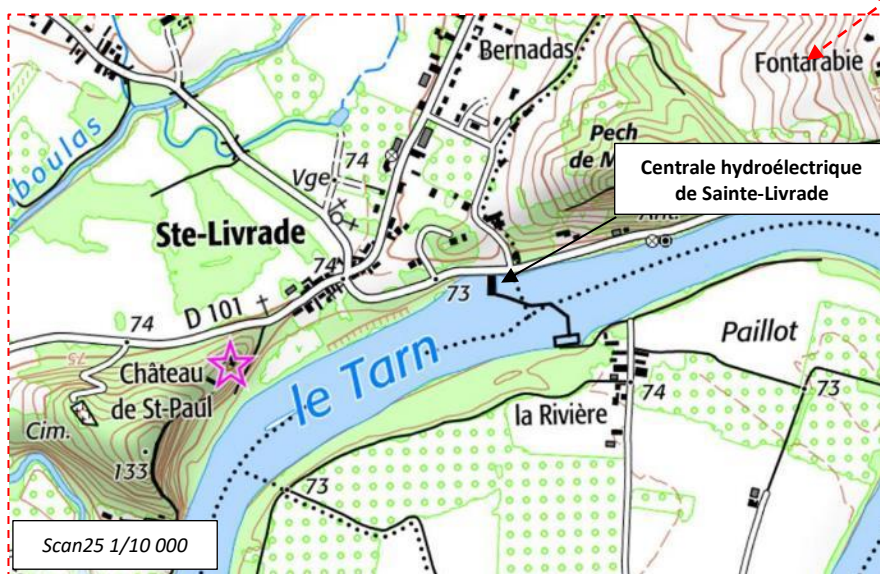 Bernadas
Fontarabie
Pech
de M
Centrale hydroélectrique
de Sainte-Livrade
Vge
74
Ste-Livrade
74
73
D 101
74
75
Château
de St-Paul
Cim.
133
le Tarn
Paillot
73
74
la Rivière
73
Scan25 1/10 000